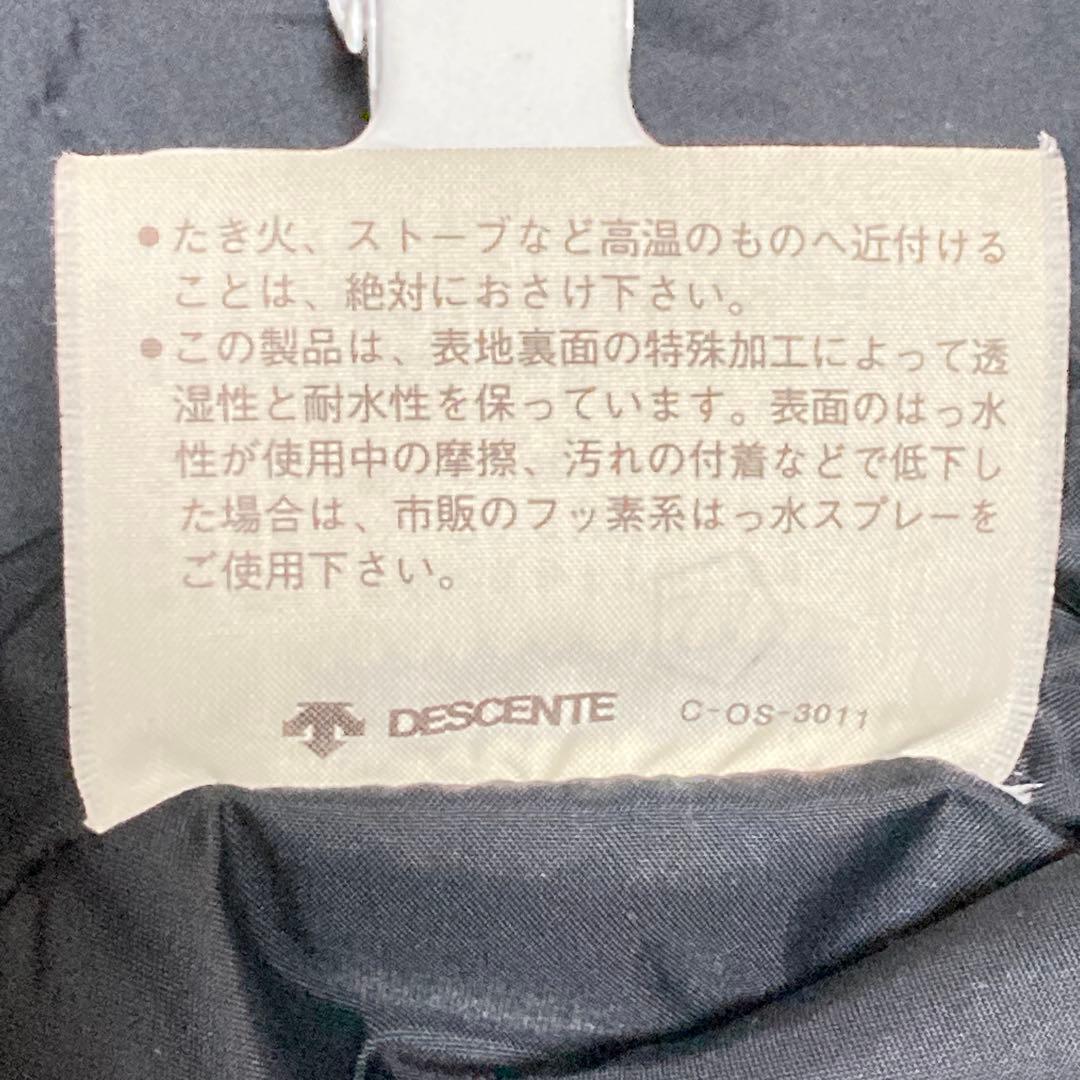 ●たき火、ストーブなど高温のものへ近付ける
ことは、絶対におさけ下さい。
●この製品は、表地裏面の特殊加工によって透
湿性と耐水性を保っています。表面のはっ水
性が使用中の摩擦、汚れの付着などで低下し
た場合は、市販のフッ素系はっ水スプレーを
ご使用下さい。
DESCENTE C-OS-3011